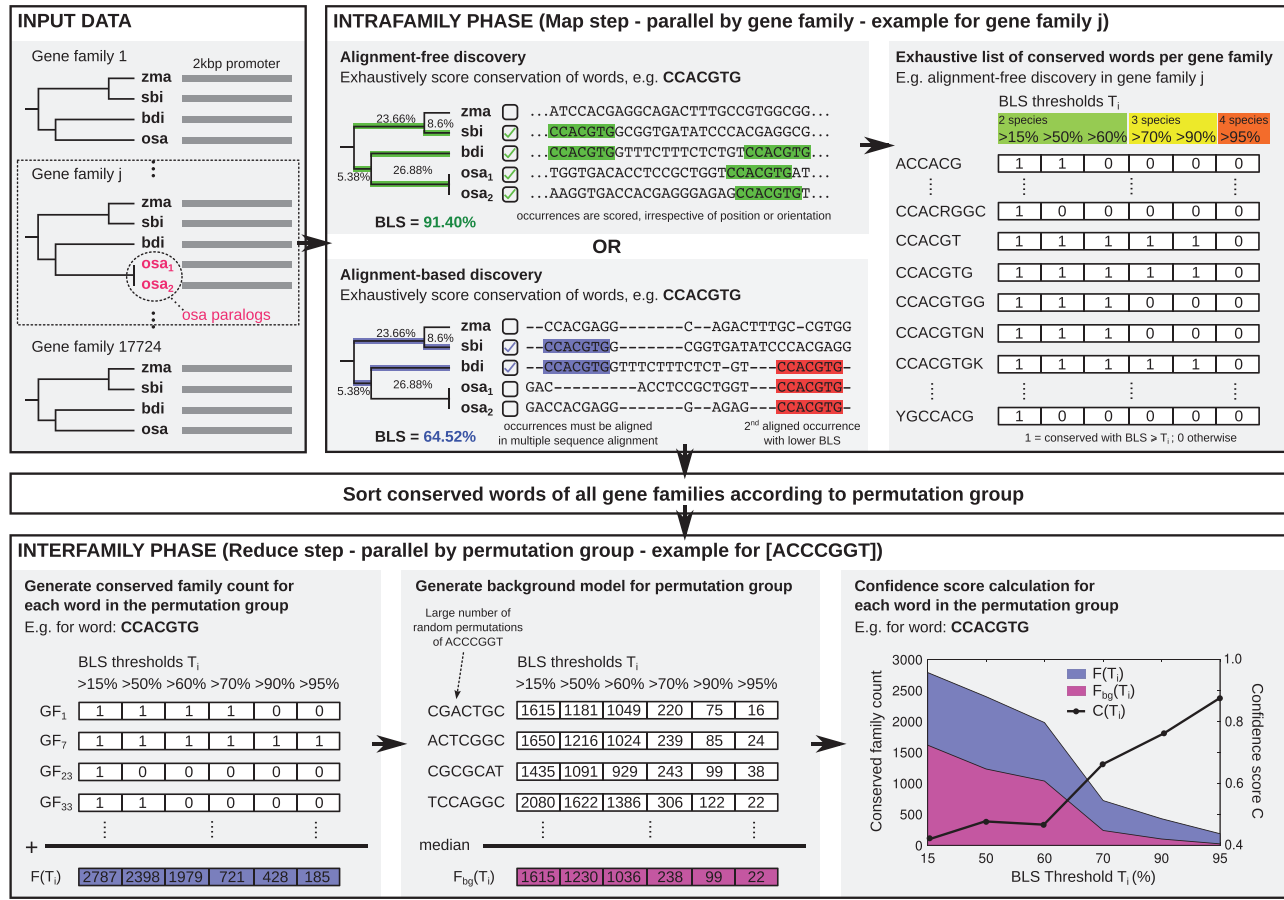 INPUT DATA
Gene family 1
2kbp promoter
zma
sbi
bdi
osa
⋮
Gene family j
zma
sbi
bdi
osa1
osa2
osa paralogs
⋮
Gene family 17724
zma
sbi
bdi
osa
INTRAFAMILY PHASE (Map step - parallel by gene family - example for gene family j)
Alignment-free discovery
Exhaustively score conservation of words, e.g. CCACGTG
23.66%
8.6%
5.38%
26.88%
zma ...ATCCACGAGGCAGACTTTGCCGTGGCGG...
sbi ...CCACGTGGCGGTGATATCCCACGAGGCG...
bdi ...CCACGTGGTTTCTTTCTCTGTCCACGTG...
osa1 ...TGGTGACACCTCCGCTGGTCCACGTGAT...
osa2 ...AAGGTGACCACGAGGGAGAGCCACGTGT...
BLS = 91.40%
occurrences are scored, irrespective of position or orientation
OR
Alignment-based discovery
Exhaustively score conservation of words, e.g. CCACGTG
23.66%
8.6%
5.38%
26.88%
zma --CCACGAGG-------C--AGACTTTGC-CGTGG
sbi --CCACGTGG-------CGGTGATATCCCACGAGG
bdi --CCACGTGGTTTCTTTCTCT-GT---CCACGTG-
osa1 GAC---------ACCTCCGCTGGT---CCACGTG-
osa2 GACCACGAGG-------G--AGAG---CCACGTG-
BLS = 64.52%
occurrences must be aligned
in multiple sequence alignment
2nd aligned occurrence
with lower BLS
Exhaustive list of conserved words per gene family
E.g. alignment-free discovery in gene family j
BLS thresholds Ti
2 species 3 species 4 species
>15% >50% >60% >70% >90% >95%
ACCACG 1 1 0 0 0 0
⋮ ⋮ ⋮
CCACRGGC 1 0 0 0 0 0
CCACGT 1 1 1 1 1 0
CCACGTG 1 1 1 1 1 0
CCACGTGG 1 1 1 0 0 0
CCACGTGN 1 1 1 0 0 0
CCACGTGK 1 1 1 1 1 0
⋮ ⋮ ⋮
YGCCACG 1 0 0 0 0 0
1 = conserved with BLS ⩾ Ti ; 0 otherwise
Sort conserved words of all gene families according to permutation group
INTERFAMILY PHASE (Reduce step - parallel by permutation group - example for [ACCCGGT])
Generate conserved family count for
each word in the permutation group
E.g. for word: CCACGTG
BLS thresholds Ti
>15% >50% >60% >70% >90% >95%
GF1 1 1 1 1 0 0
GF7 1 1 1 1 1 1
GF23 1 0 0 0 0 0
GF33 1 1 0 0 0 0
⋮ ⋮ ⋮
+
F(Ti) 2787 2398 1979 721 428 185
Generate background model for permutation group
Large number of
random permutations
of ACCCGGT
BLS thresholds Ti
>15% >50% >60% >70% >90% >95%
CGACTGC 1615 1181 1049 220 75 16
ACTCGGC 1650 1216 1024 239 85 24
CGCGCAT 1435 1091 929 243 99 38
TCCAGGC 2080 1622 1386 306 122 22
⋮ ⋮ ⋮
median
Fbg(Ti) 1615 1230 1036 238 99 22
Confidence score calculation for
each word in the permutation group
E.g. for word: CCACGTG
Conserved family count
3000
2500
2000
1500
1000
500
0
F(Ti)
Fbg(Ti)
C(Ti)
1.0
0.8
0.6
0.4
Confidence score C
15 50 60 70 90 95
BLS Threshold Ti (%)